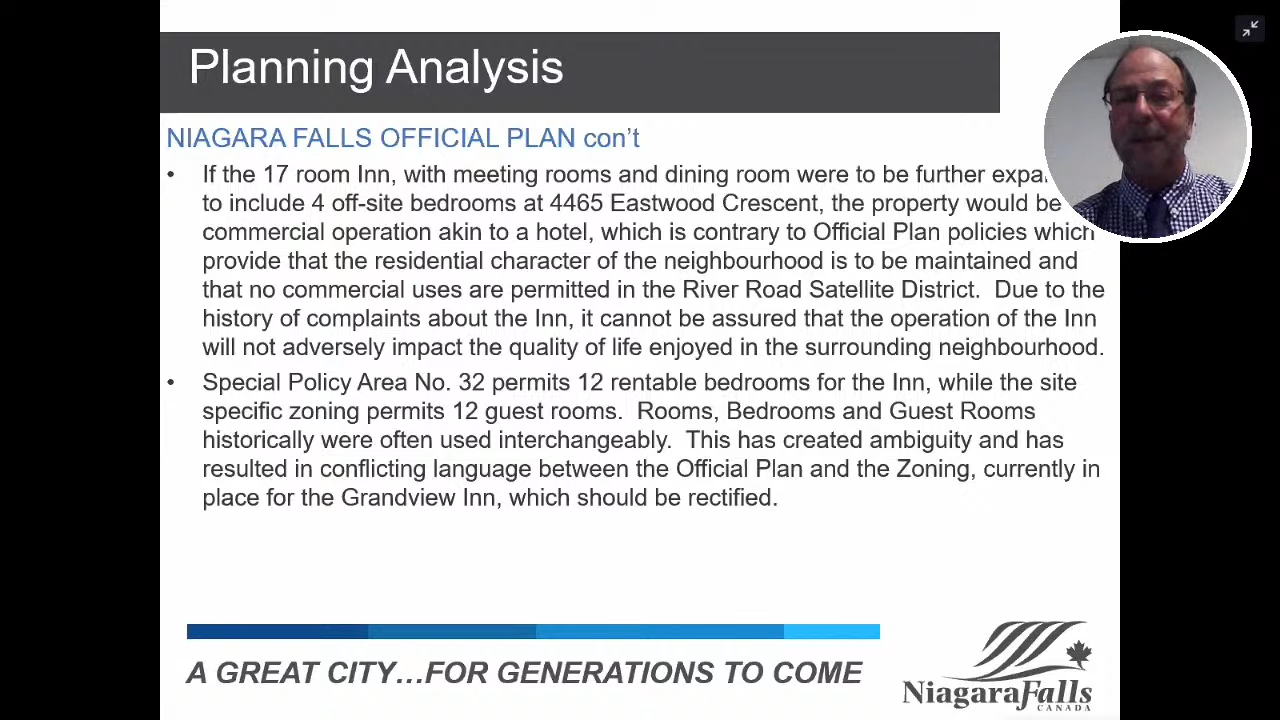 Planning Analysis
NIAGARA FALLS OFFICIAL PLAN con't
• If the 17 room Inn, with meeting rooms and dining room were to be further
to include 4 off-site bedrooms at 4465 Eastwood Crescent, the property would be
commercial operation akin to a hotel, which is contrary to Official Plan policies which
provide that the residential character of the neighbourhood is to be maintained and
that no commercial uses are permitted in the River Road Satellite District. Due to the
history of complaints about the Inn, it cannot be assured that the operation of the Inn
will not adversely impact the quality of life enjoyed in the surrounding neighbourhood.
• Special Policy Area No. 32 permits 12 rentable bedrooms for the Inn, while the site
specific zoning permits 12 guest rooms. Rooms, Bedrooms and Guest Rooms
historically were often used interchangeably. This has created ambiguity and has
resulted in conflicting language between the Official Plan and the Zoning, currently in
place for the Grandview Inn, which should be rectified.
A GREAT CITY…FOR GENERATIONS TO COME
NiagaraFalls
CANADA